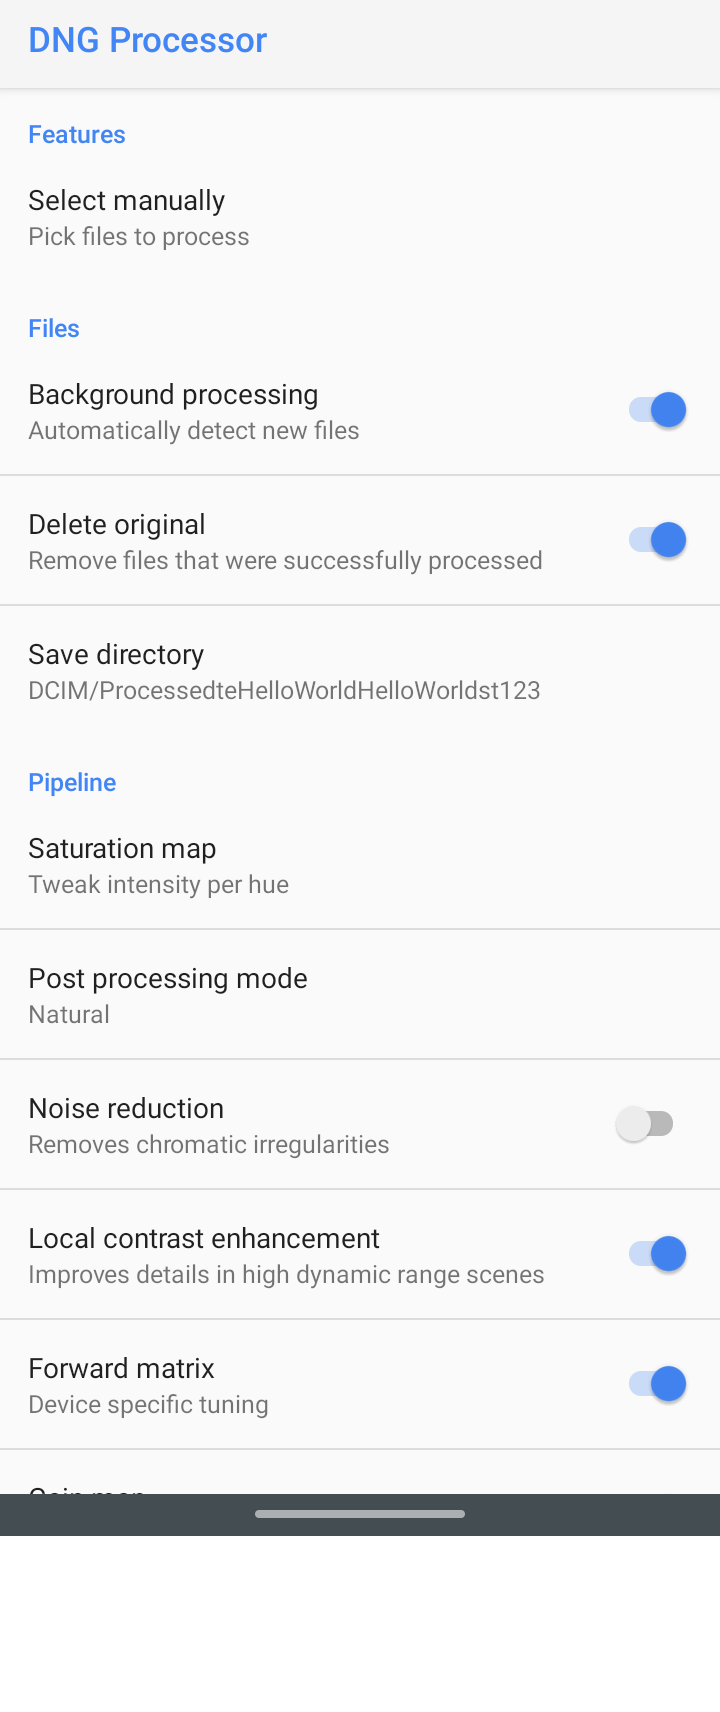 DNG Processor
Features
Select manually
Pick files to process
Files
Background processing
Automatically detect new files
Delete original
Remove files that were successfully processed
Save directory
DCIM/ProcessedteHelloWorldHelloWorldst123
Pipeline
Saturation map
Tweak intensity per hue
Post processing mode
Natural
Noise reduction
Removes chromatic irregularities
Local contrast enhancement
Improves details in high dynamic range scenes
Forward matrix
Device specific tuning